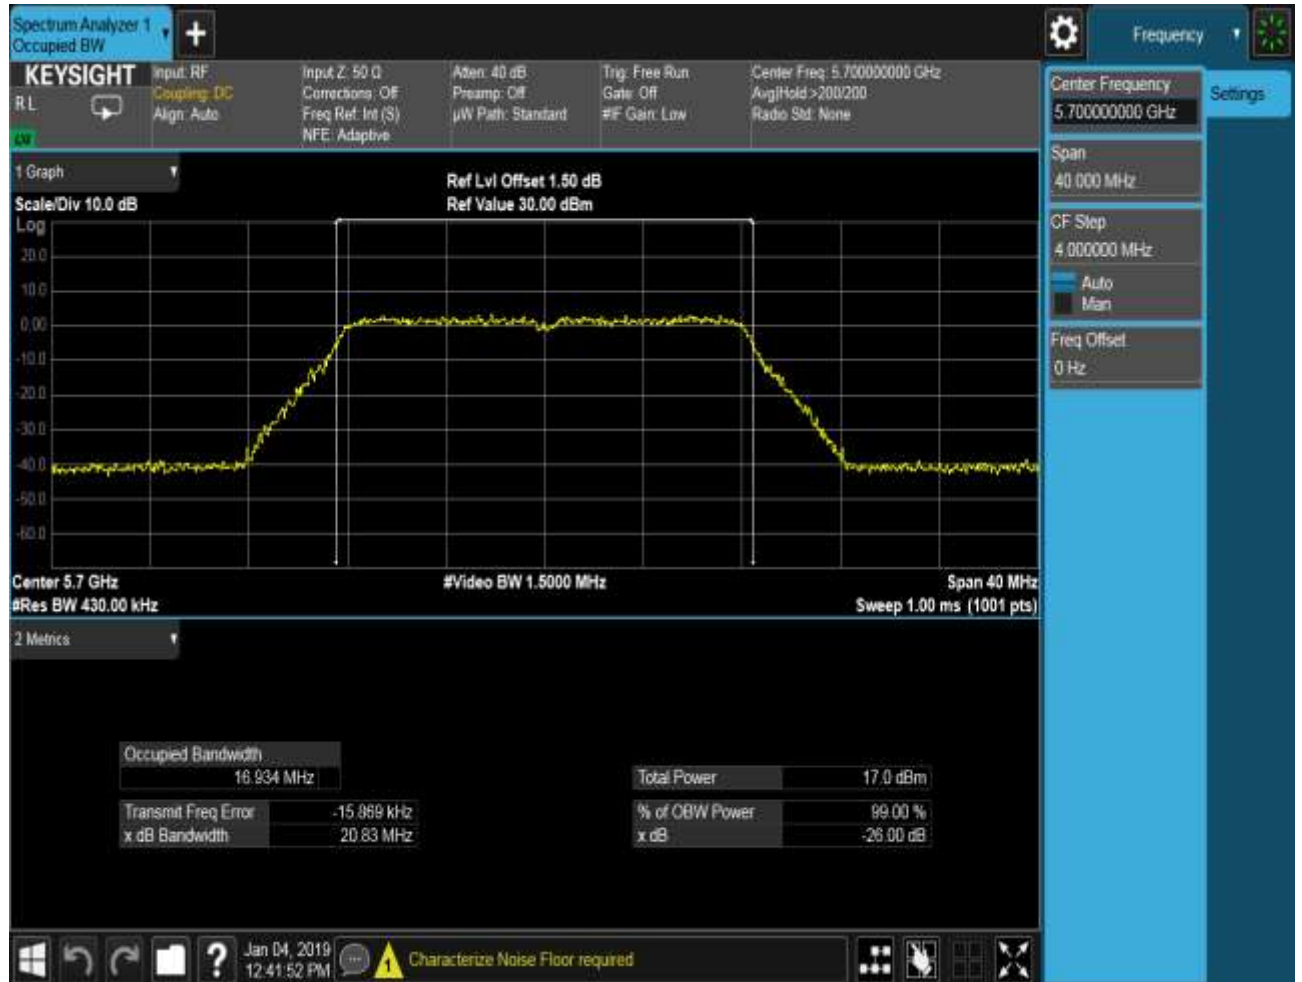 Spectrum Analyzer 1
Occupied BW
Frequency
KEYSIGHT
RL
Input: RF
Coupling: DC
Align: Auto
Input Z: 50 Ω
Corrections: Off
Freq Ref: Int (S)
NFE: Adaptive
Atten: 40 dB
Preamp: Off
µW Path: Standard
Trig: Free Run
Gate: Off
#IF Gain: Low
Center Freq: 5.700000000 GHz
Avg|Hold:>200/200
Radio Std: None
Center Frequency
5.700000000 GHz
Settings
Span
40.000 MHz
CF Step
4.000000 MHz
Auto
Man
Freq Offset
0 Hz
1 Graph
Scale/Div 10.0 dB
Ref Lvl Offset 1.50 dB
Ref Value 30.00 dBm
Log
20.0
10.0
0.00
-10.0
-20.0
-30.0
-40.0
-50.0
-60.0
Center 5.7 GHz
#Video BW 1.5000 MHz
Span 40 MHz
#Res BW 430.00 kHz
Sweep 1.00 ms (1001 pts)
2 Metrics
Occupied Bandwidth
16.934 MHz
Total Power 17.0 dBm
Transmit Freq Error -15.869 kHz
% of OBW Power 99.00 %
x dB Bandwidth 20.83 MHz
x dB -26.00 dB
?
Jan 04, 2019
12:41:52 PM
1
Characterize Noise Floor required